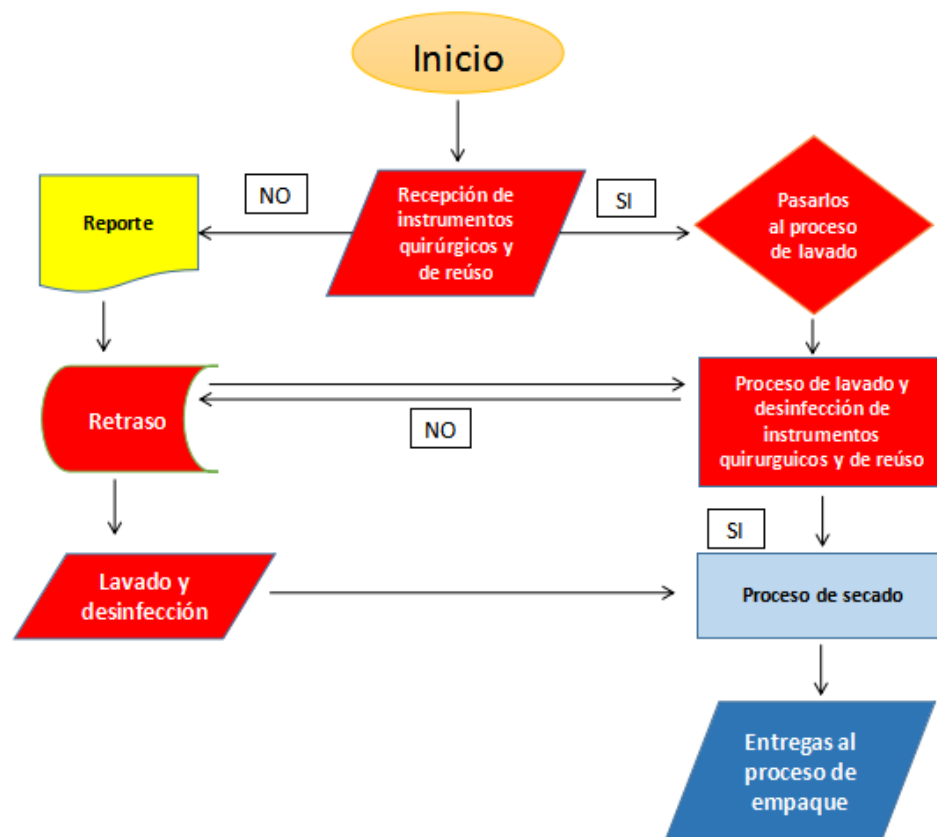 Inicio
NO
Recepción de
instrumentos
quirúrgicos y
de reúso
SI
Pasarlos
al proceso
de lavado
Reporte
Retraso
NO
Proceso de lavado y
desinfección de
instrumentos
quirurguicos y de reúso
SI
Lavado y
desinfección
Proceso de secado
Entregas al
proceso de
empaque